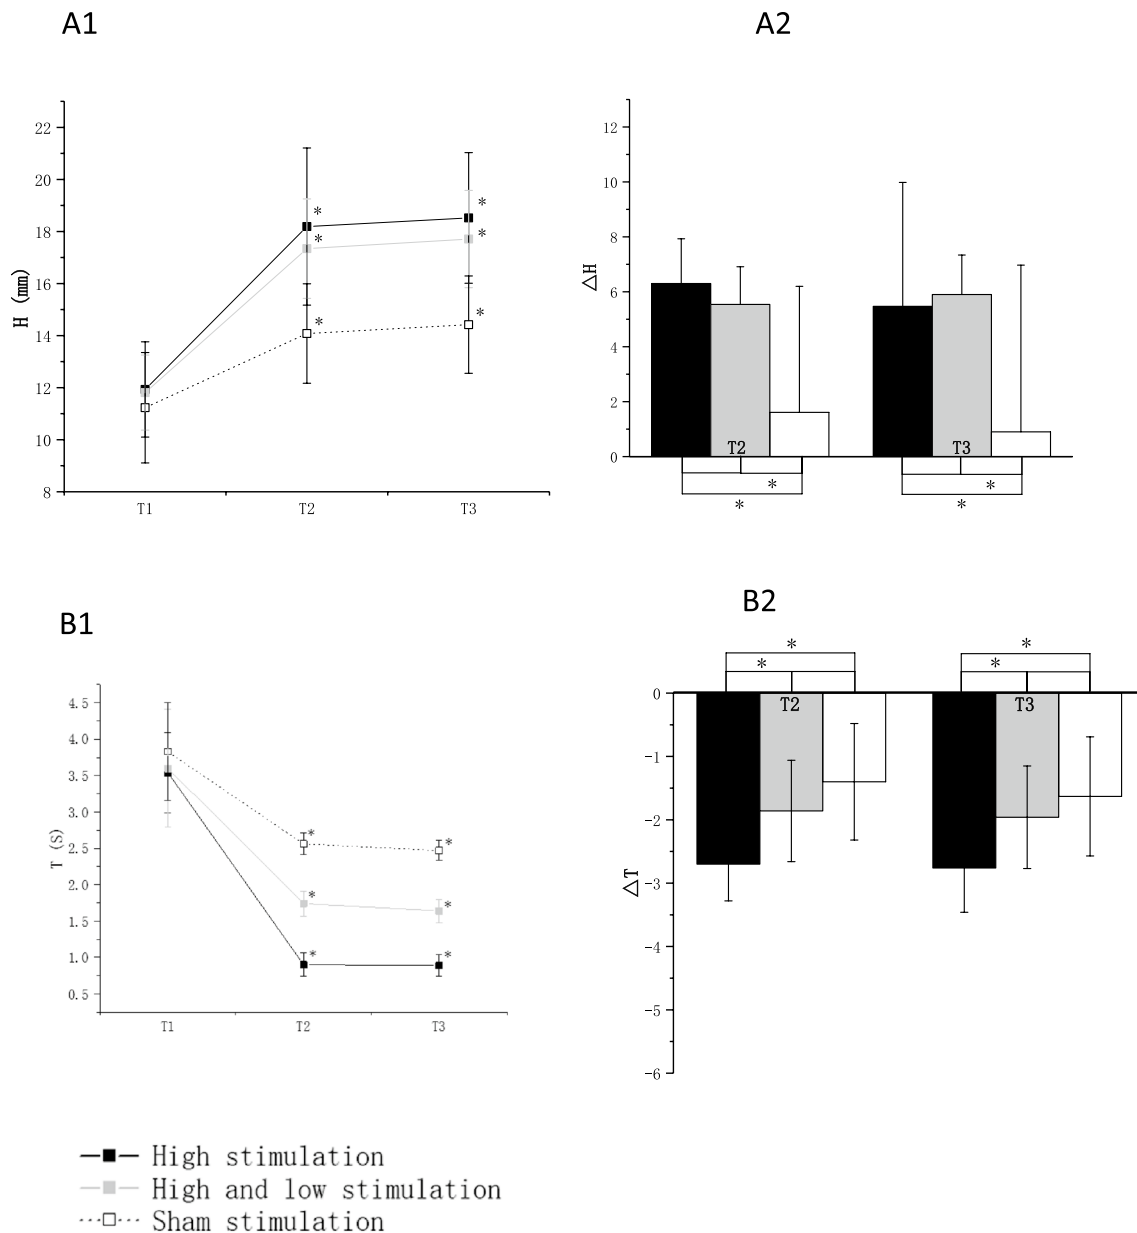 A1
A2
H (mm)
22
20
18
16
14
12
10
8
T1
T2
T3
*
*
*
*
*
*
△H
12
10
8
6
4
2
0
T2
T3
*
*
*
*
B1
B2
T (S)
4.5
4.0
3.5
3.0
2.5
2.0
1.5
1.0
0.5
T1
T2
T3
*
*
*
*
*
*
△T
0
-1
-2
-3
-4
-5
-6
*
*
*
*
T2
T3
High stimulation
High and low stimulation
Sham stimulation